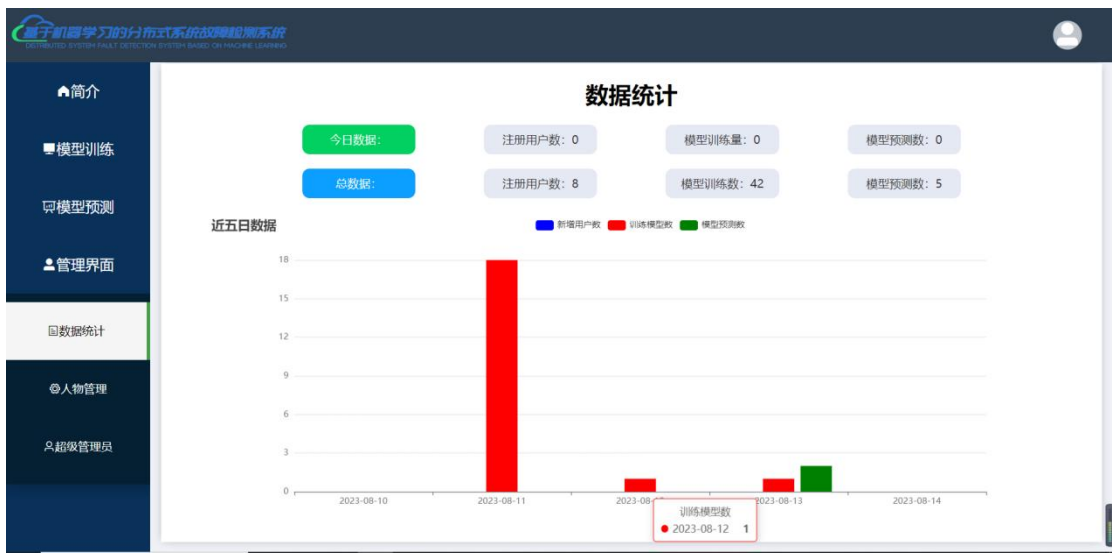 基于机器学习的分布式系统故障检测系统
DISTRIBUTED SYSTEM FAULT DETECTION SYSTEM BASED ON MACHINE LEARNING
简介
模型训练
模型预测
管理界面
数据统计
人物管理
超级管理员
数据统计
今日数据: 注册用户数: 0 模型训练量: 0 模型预测数: 0
总数据: 注册用户数: 8 模型训练数: 42 模型预测数: 5
近五日数据
新增用户数 训练模型数 模型预测数
18
15
12
9
6
3
0
2023-08-10 2023-08-11 2023-08- 2023-08-13 2023-08-14
训练模型数
2023-08-12 1